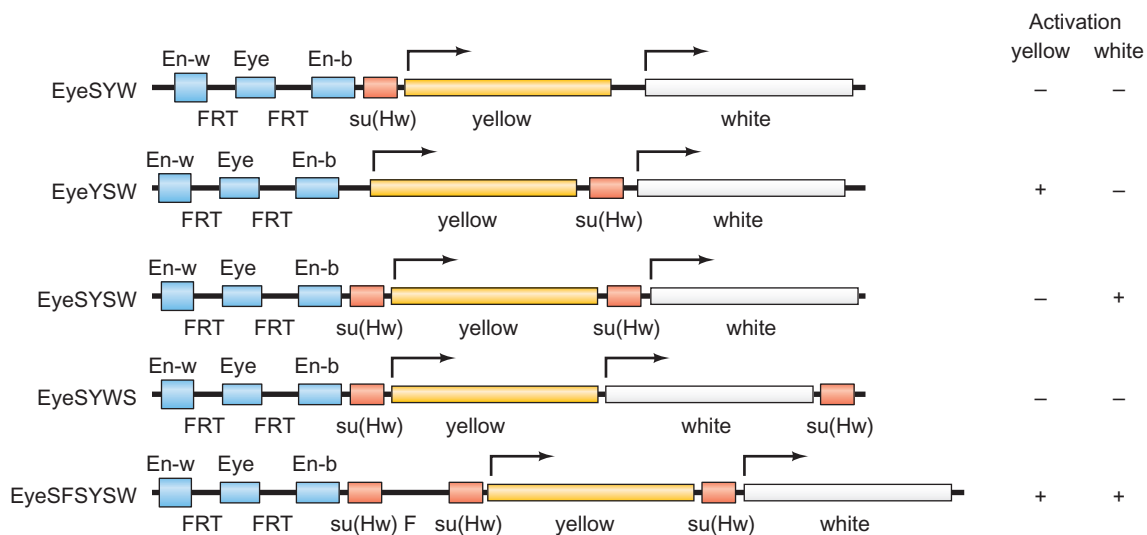 Activation
yellow white
En-w Eye En-b
EyeSYW – –
FRT FRT su(Hw) yellow white
En-w Eye En-b
EyeYSW + –
FRT FRT yellow su(Hw) white
En-w Eye En-b
EyeSYSW – +
FRT FRT su(Hw) yellow su(Hw) white
En-w Eye En-b
EyeSYWS – –
FRT FRT su(Hw) yellow white su(Hw)
En-w Eye En-b
EyeSFSYSW + +
FRT FRT su(Hw) F su(Hw) yellow su(Hw) white